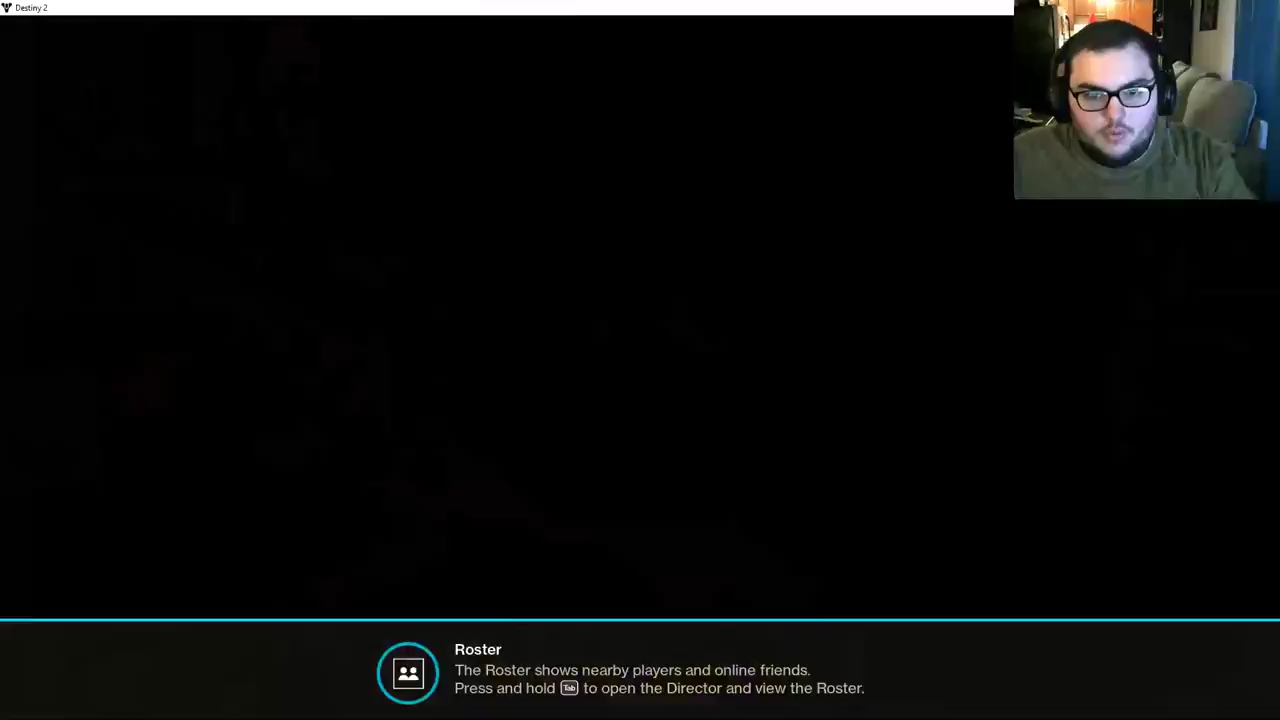 Destiny 2
Roster
The Roster shows nearby players and online friends.
Press and hold Tab to open the Director and view the Roster.